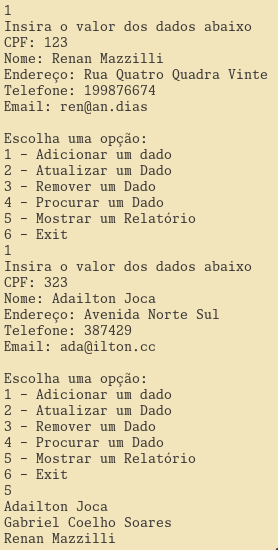 1
Insira o valor dos dados abaixo
CPF: 123
Nome: Renan Mazzilli
Endereço: Rua Quatro Quadra Vinte
Telefone: 199876674
Email: ren@an.dias
Escolha uma opção:
1 - Adicionar um dado
2 - Atualizar um Dado
3 - Remover um Dado
4 - Procurar um Dado
5 - Mostrar um Relatório
6 - Exit
1
Insira o valor dos dados abaixo
CPF: 323
Nome: Adailton Joca
Endereço: Avenida Norte Sul
Telefone: 387429
Email: ada@ilton.cc
Escolha uma opção:
1 - Adicionar um dado
2 - Atualizar um Dado
3 - Remover um Dado
4 - Procurar um Dado
5 - Mostrar um Relatório
6 - Exit
5
Adailton Joca
Gabriel Coelho Soares
Renan Mazzilli